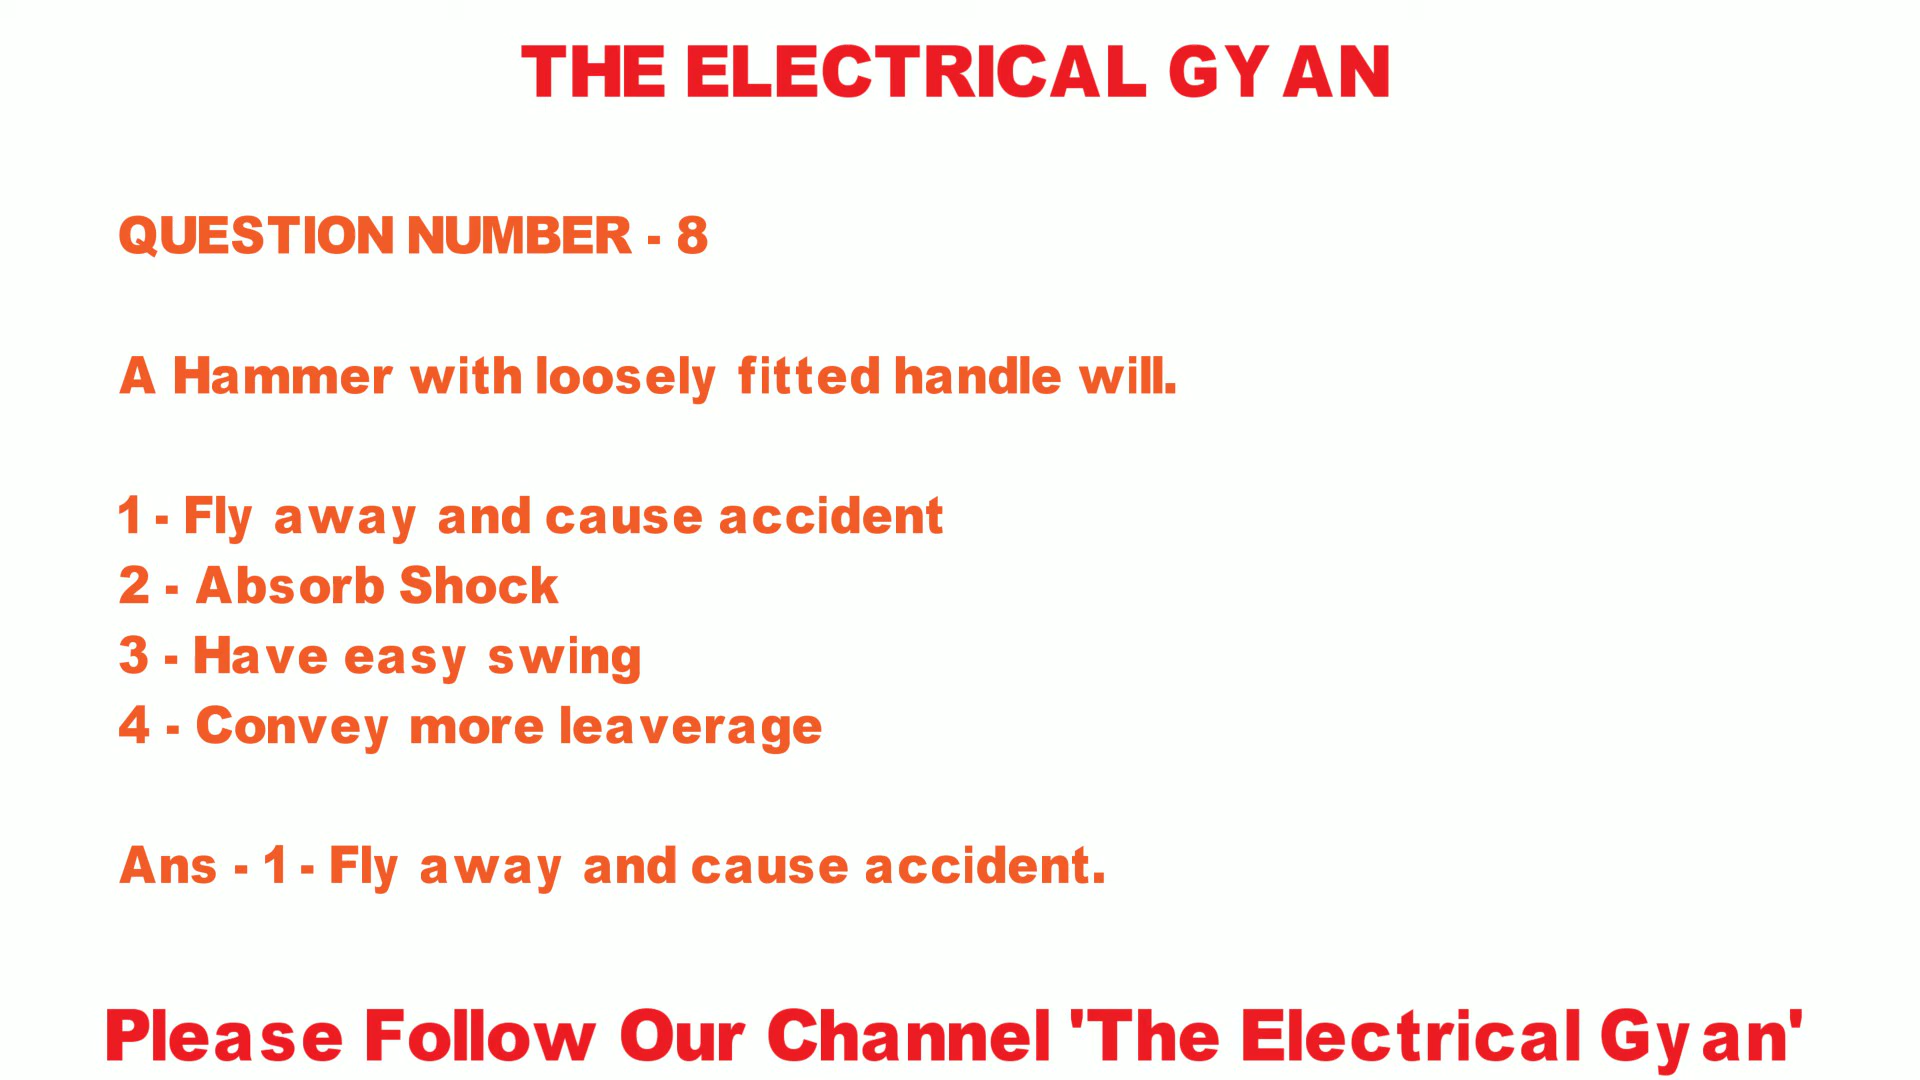 THE ELECTRICAL GYAN
QUESTION NUMBER - 8
A Hammer with loosely fitted handle will.
1 - Fly away and cause accident
2 - Absorb Shock
3 - Have easy swing
4 - Convey more leaverage
Ans - 1 - Fly away and cause accident.
Please Follow Our Channel 'The Electrical Gyan'